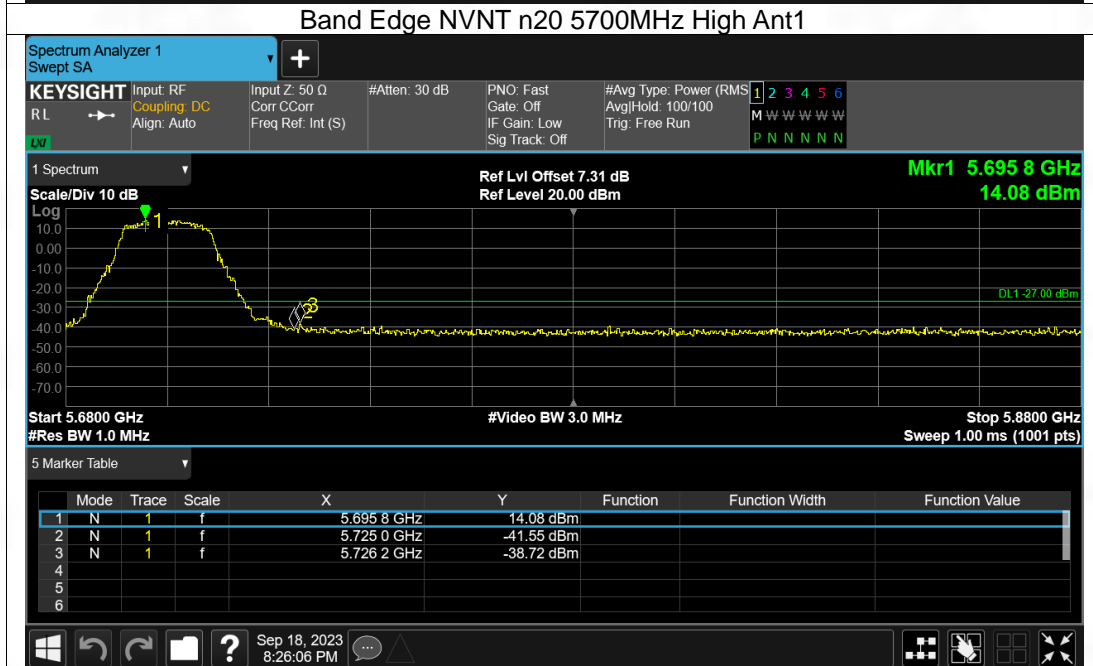 Band Edge NVNT n20 5700MHz High Ant1
Spectrum Analyzer 1
Swept SA
+
KEYSIGHT
RL
LXI
Input: RF
Coupling: DC
Align: Auto
Input Z: 50 Ω
Corr CCorr
Freq Ref: Int (S)
#Atten: 30 dB
PNO: Fast
Gate: Off
IF Gain: Low
Sig Track: Off
#Avg Type: Power (RMS
Avg|Hold: 100/100
Trig: Free Run
1 2 3 4 5 6
M W W W W W
P N N N N N
1 Spectrum
Scale/Div 10 dB
Ref Lvl Offset 7.31 dB
Ref Level 20.00 dBm
Mkr1 5.695 8 GHz
14.08 dBm
Log
10.0
0.00
-10.0
-20.0
-30.0
-40.0
-50.0
-60.0
-70.0
1
2
3
DL1 -27.00 dBm
Start 5.6800 GHz
#Video BW 3.0 MHz
Stop 5.8800 GHz
#Res BW 1.0 MHz
Sweep 1.00 ms (1001 pts)
5 Marker Table
Mode Trace Scale X Y Function Function Width Function Value
1 N 1 f 5.695 8 GHz 14.08 dBm
2 N 1 f 5.725 0 GHz -41.55 dBm
3 N 1 f 5.726 2 GHz -38.72 dBm
4
5
6
?
Sep 18, 2023
8:26:06 PM